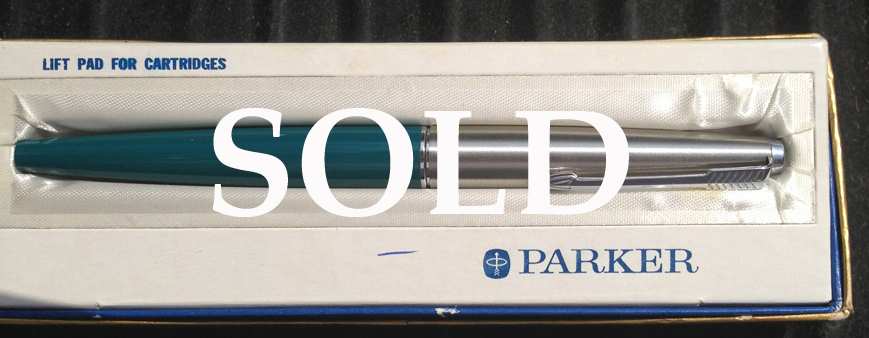 LIFT PAD FOR CARTRIDGES
SOLD
PARKER